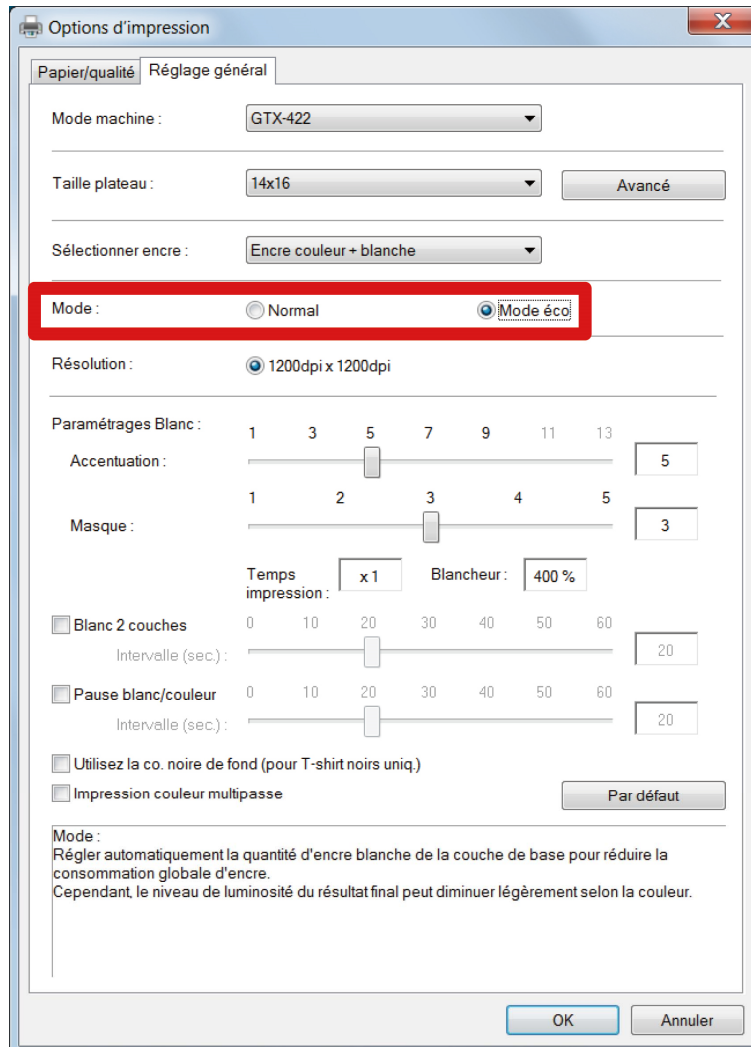 Options d'impression
Papier/qualité Réglage général
Mode machine : GTX-422
Taille plateau : 14x16 Avancé
Sélectionner encre : Encre couleur + blanche
Mode : Normal Mode éco
Résolution : 1200dpi x 1200dpi
Paramétrages Blanc :
1 3 5 7 9 11 13
Accentuation : 5
1 2 3 4 5
Masque : 3
Temps impression : x 1 Blancheur : 400 %
Blanc 2 couches 0 10 20 30 40 50 60
Intervalle (sec.) : 20
Pause blanc/couleur 0 10 20 30 40 50 60
Intervalle (sec.) : 20
Utilisez la co. noire de fond (pour T-shirt noirs uniq.)
Impression couleur multipasse Par défaut
Mode :
Régler automatiquement la quantité d'encre blanche de la couche de base pour réduire la
consommation globale d'encre.
Cependant, le niveau de luminosité du résultat final peut diminuer légèrement selon la couleur.
OK Annuler